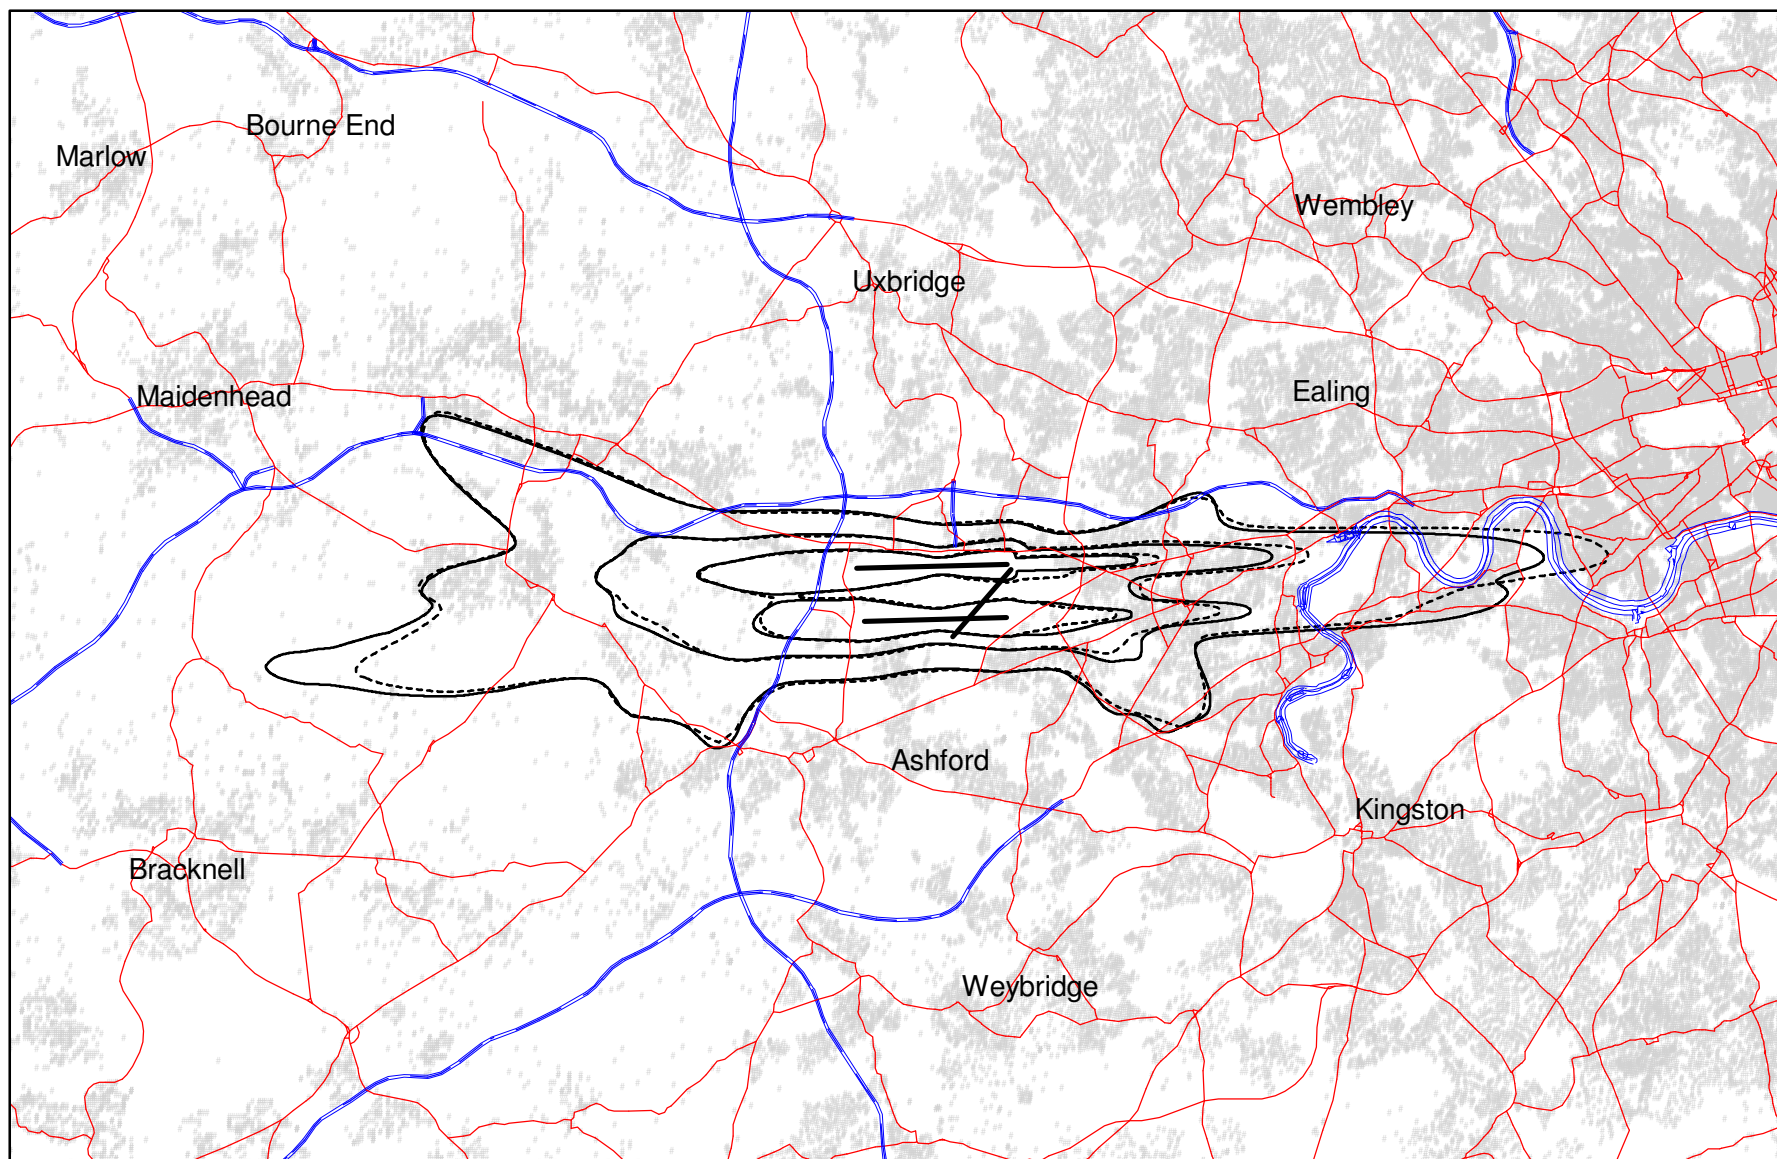 Bourne End
Marlow
Wembley
Uxbridge
Ealing
Maidenhead
Ashford
Kingston
Bracknell
Weybridge